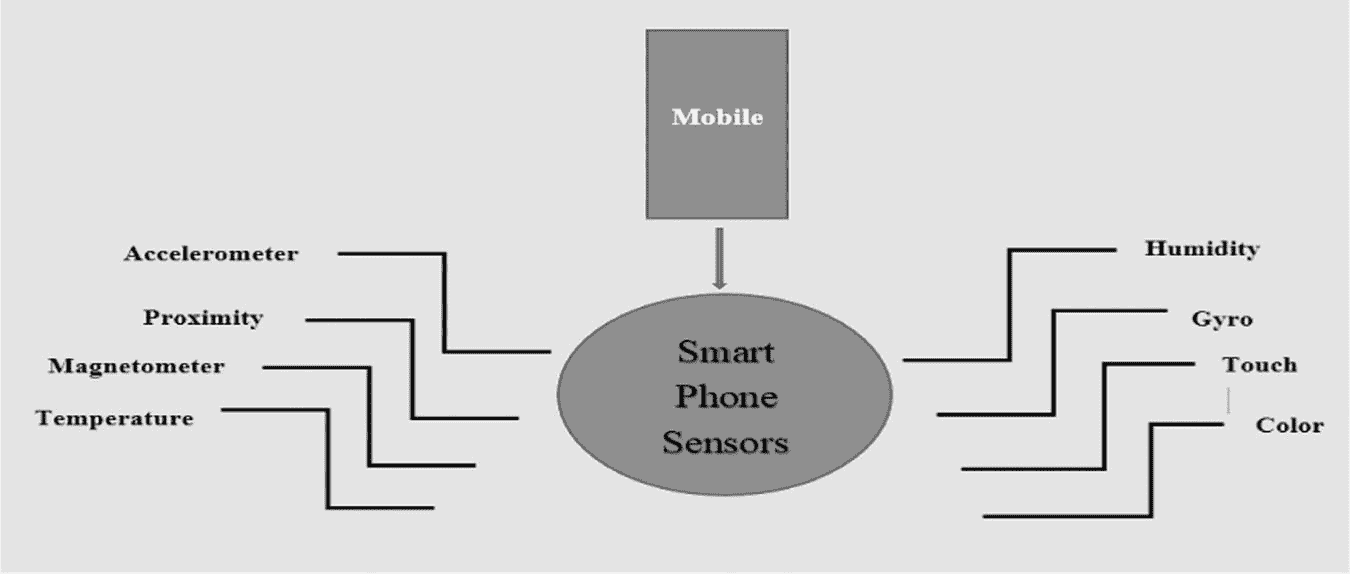 Mobile
Accelerometer
Proximity
Magnetometer
Temperature
Smart
Phone
Sensors
Humidity
Gyro
Touch
Color